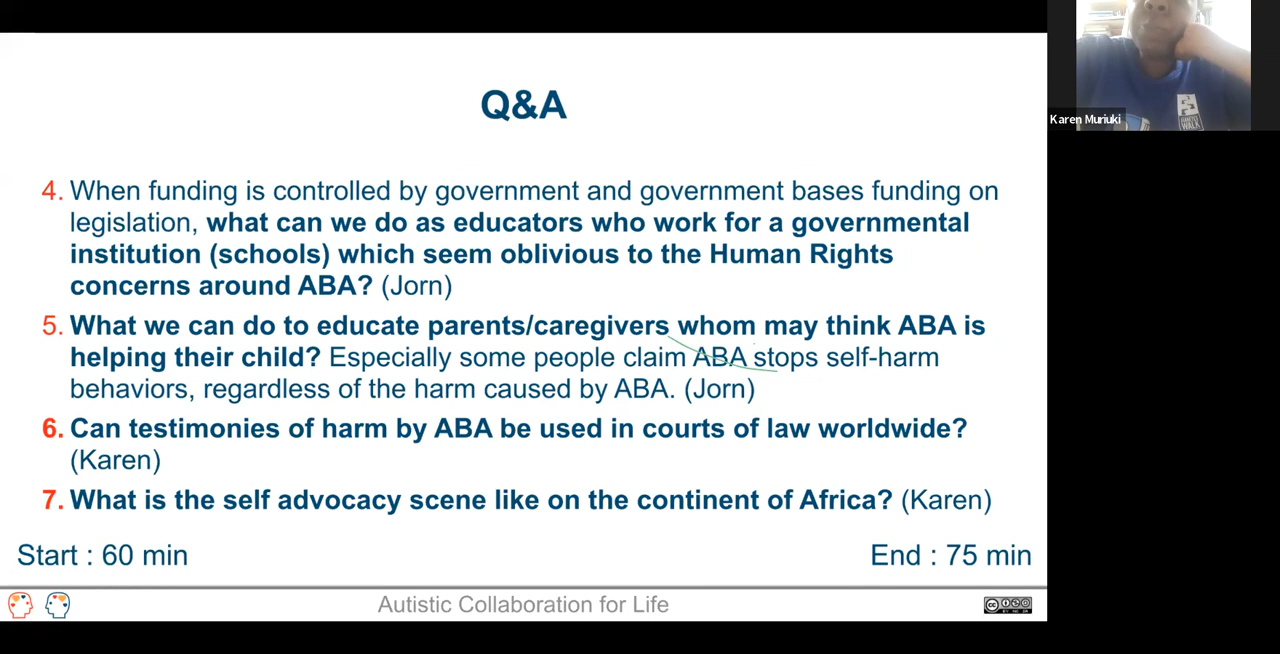 Q&A
4. When funding is controlled by government and government bases funding on
legislation, what can we do as educators who work for a governmental
institution (schools) which seem oblivious to the Human Rights
concerns around ABA? (Jorn)
5. What we can do to educate parents/caregivers whom may think ABA is
helping their child? Especially some people claim ABA stops self-harm
behaviors, regardless of the harm caused by ABA. (Jorn)
6. Can testimonies of harm by ABA be used in courts of law worldwide?
(Karen)
7. What is the self advocacy scene like on the continent of Africa? (Karen)
Start : 60 min
End : 75 min
Autistic Collaboration for Life
Karen Muriuki
WALK